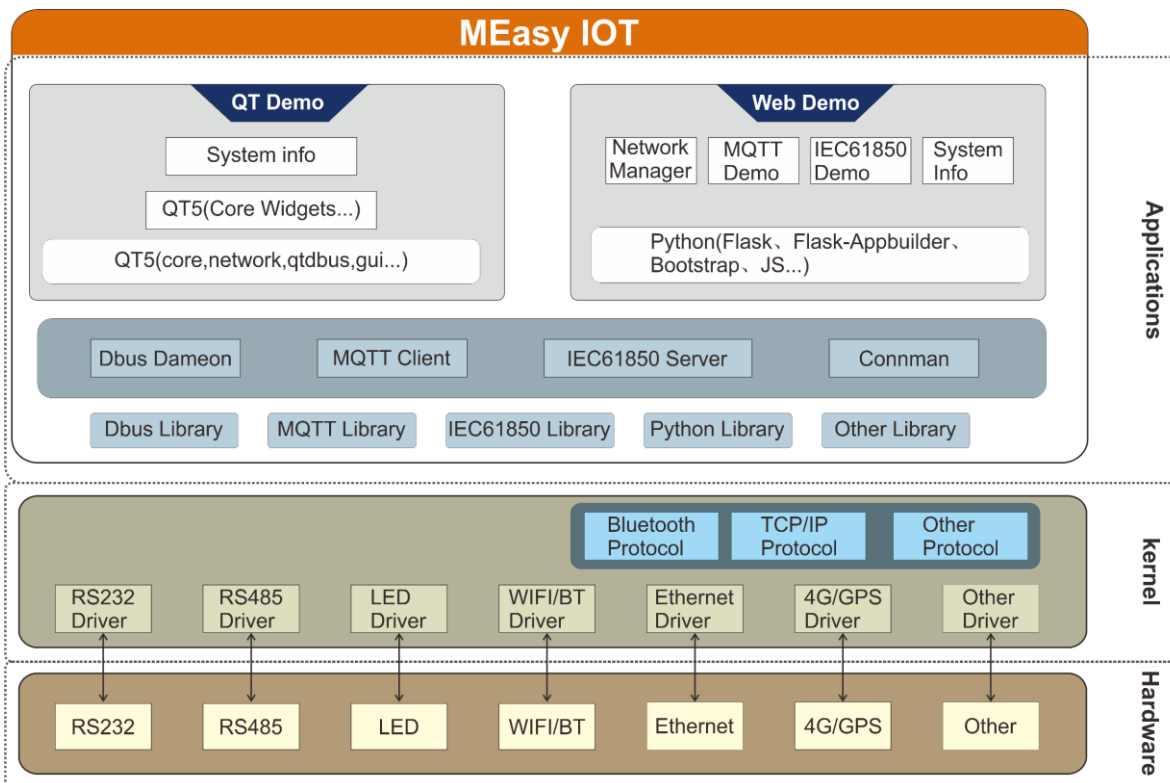 MEasy IOT
QT Demo
System info
QT5(Core Widgets...)
QT5(core,network,qtdbus,gui...)
Web Demo
Network
Manager
MQTT
Demo
IEC61850
Demo
System
Info
Python(Flask、Flask-Appbuilder、
Bootstrap、JS...)
Dbus Dameon
MQTT Client
IEC61850 Server
Connman
Dbus Library
MQTT Library
IEC61850 Library
Python Library
Other Library
Applications
Bluetooth
Protocol
TCP/IP
Protocol
Other
Protocol
RS232
Driver
RS485
Driver
LED
Driver
WIFI/BT
Driver
Ethernet
Driver
4G/GPS
Driver
Other
Driver
kernel
RS232
RS485
LED
WIFI/BT
Ethernet
4G/GPS
Other
Hardware